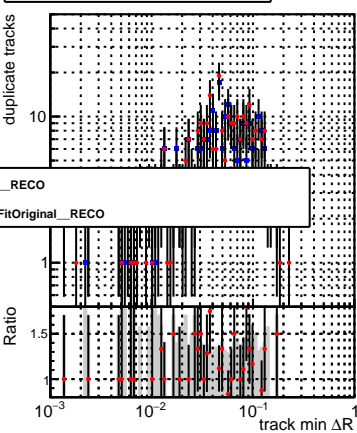 duplicate tracks
10
_RECO
FitOriginal__RECO
1
Ratio
1.5
1
10⁻³
10⁻²
10⁻¹
1
track min ΔR